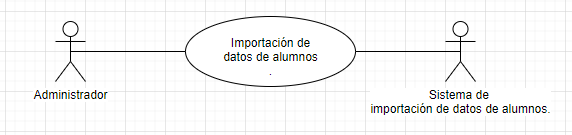 Importación de
datos de alumnos
.
Administrador
Sistema de
importación de datos de alumnos.